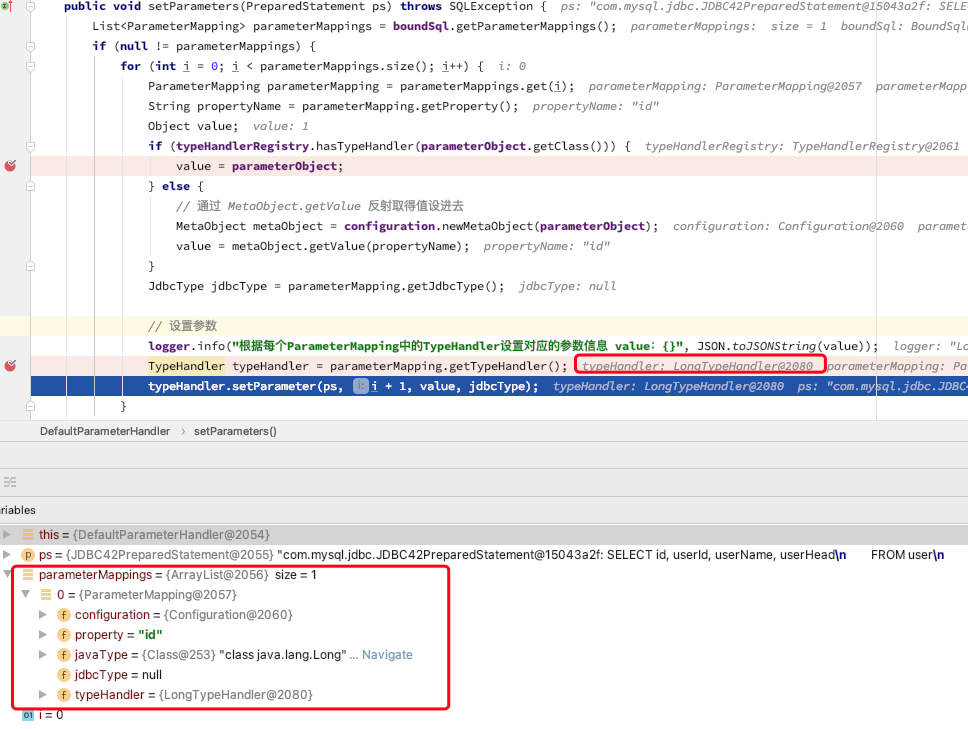 public void setParameters(PreparedStatement ps) throws SQLException {  ps: "com.mysql.jdbc.JDBC42PreparedStatement@15043a2f: SELE
List<ParameterMapping> parameterMappings = boundSql.getParameterMappings();  parameterMappings:  size = 1  boundSql: BoundSql
if (null != parameterMappings) {
for (int i = 0; i < parameterMappings.size(); i++) {  i: 0
ParameterMapping parameterMapping = parameterMappings.get(i);  parameterMapping: ParameterMapping@2057  parameterMapp
String propertyName = parameterMapping.getProperty();  propertyName: "id"
Object value;  value: 1
if (typeHandlerRegistry.hasTypeHandler(parameterObject.getClass())) {  typeHandlerRegistry: TypeHandlerRegistry@2061
value = parameterObject;
} else {
// 通过 MetaObject.getValue 反射取得值设进去
MetaObject metaObject = configuration.newMetaObject(parameterObject);  configuration: Configuration@2060  paramet
value = metaObject.getValue(propertyName);  propertyName: "id"
}
JdbcType jdbcType = parameterMapping.getJdbcType();  jdbcType: null
// 设置参数
logger.info("根据每个ParameterMapping中的TypeHandler设置对应的参数信息 value: {}", JSON.toJSONString(value));  logger: "Lo
TypeHandler typeHandler = parameterMapping.getTypeHandler();  typeHandler: LongTypeHandler@2080  parameterMapping: Pa
typeHandler.setParameter(ps, i: i + 1, value, jdbcType);  typeHandler: LongTypeHandler@2080  ps: "com.mysql.jdbc.JDBC4
}
DefaultParameterHandler › setParameters()
riables
this = {DefaultParameterHandler@2054}
p ps = {JDBC42PreparedStatement@2055} "com.mysql.jdbc.JDBC42PreparedStatement@15043a2f: SELECT id, userId, userName, userHead\n FROM user\n
parameterMappings = {ArrayList@2056} size = 1
0 = {ParameterMapping@2057}
f configuration = {Configuration@2060}
f property = "id"
f javaType = {Class@253} "class java.lang.Long" ... Navigate
f jdbcType = null
f typeHandler = {LongTypeHandler@2080}
01 i = 0